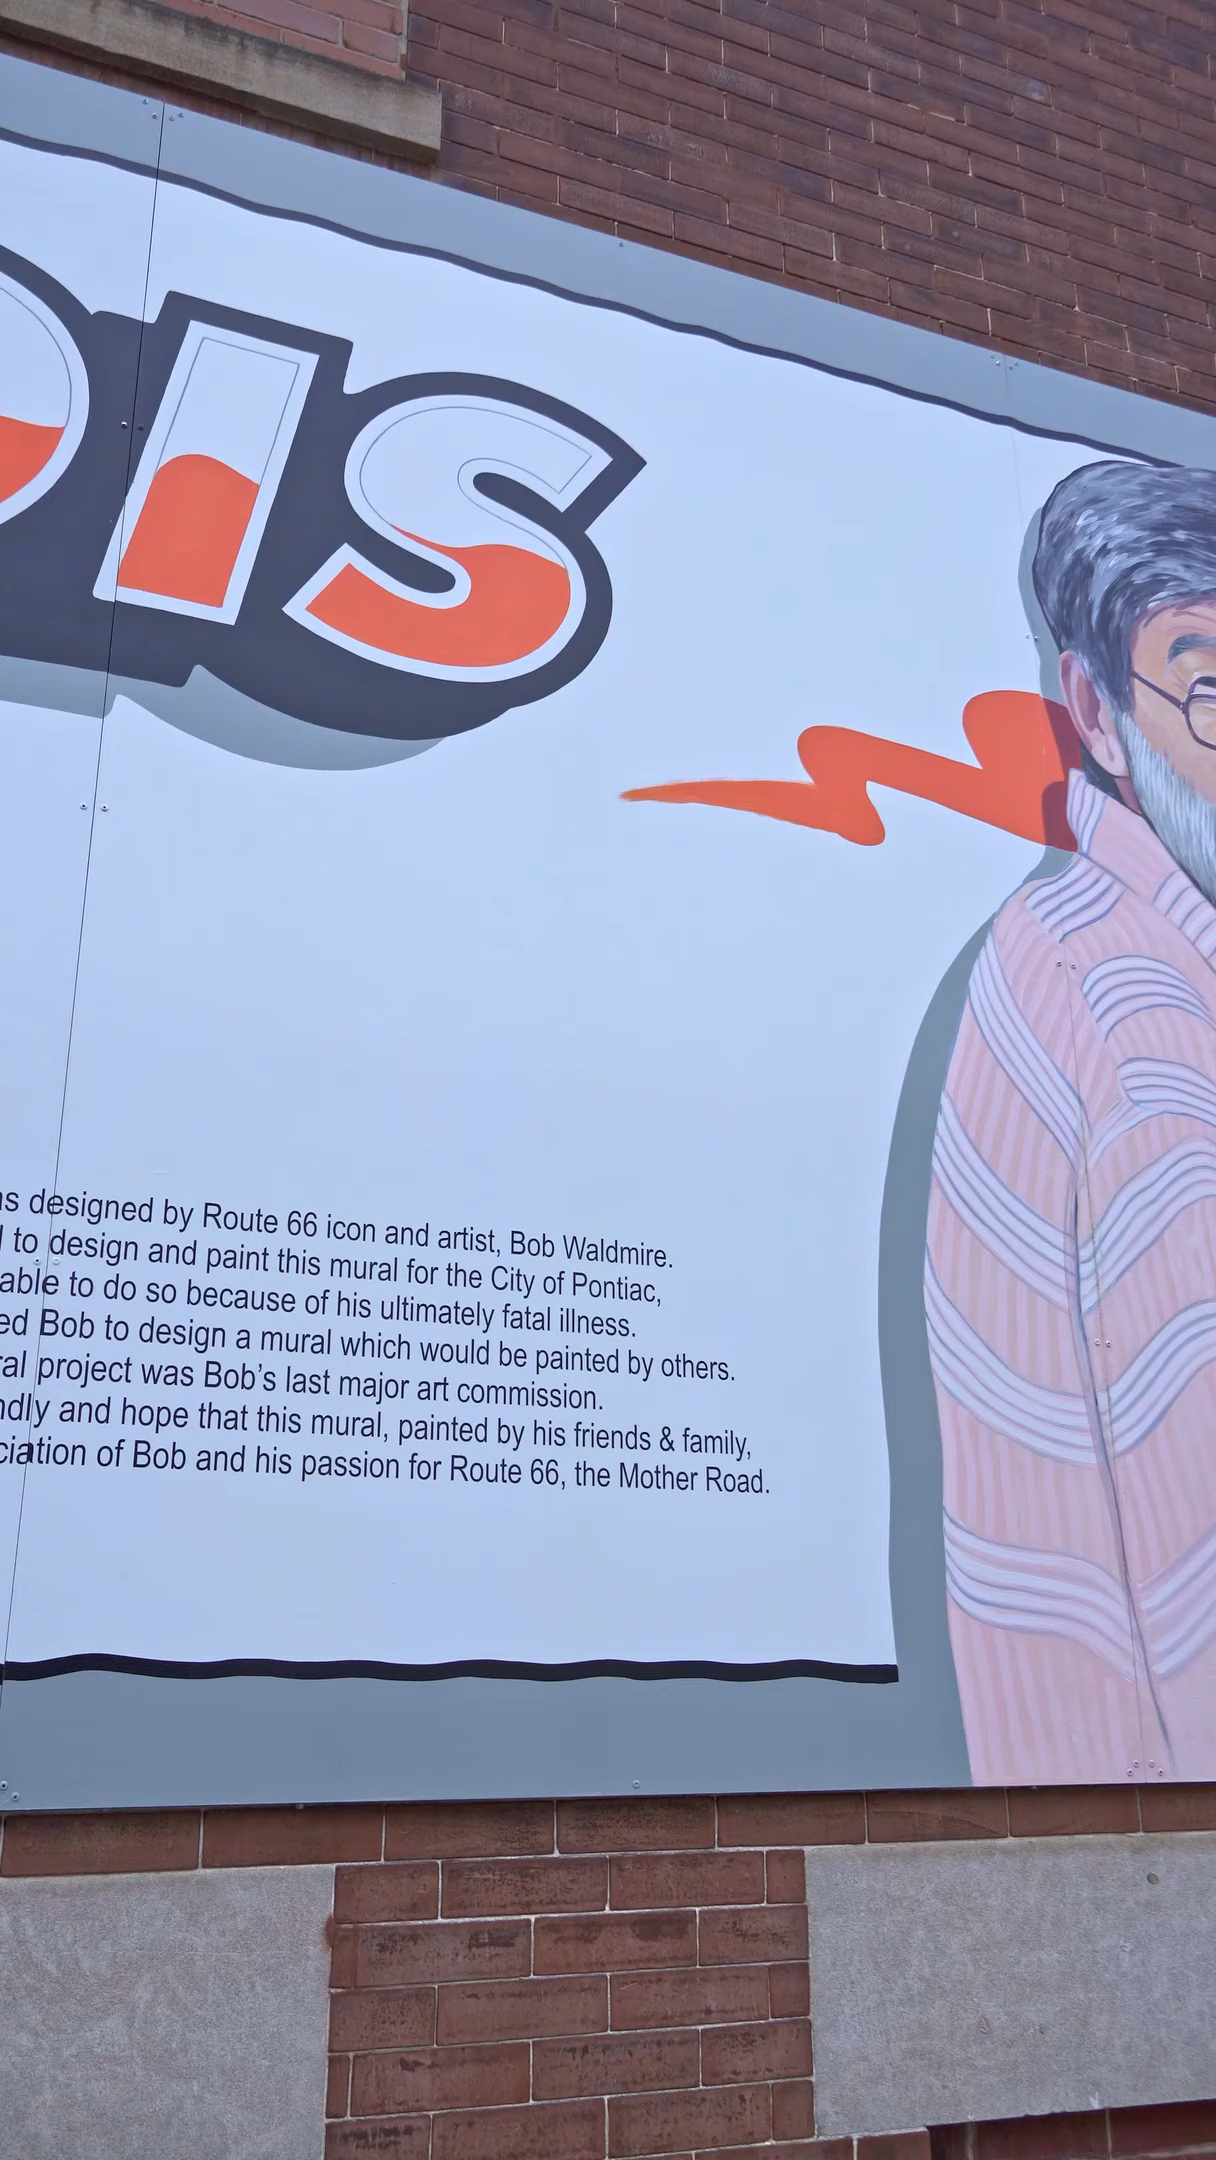 IS
designed by Route 66 icon and artist, Bob Waldmire.
to design and paint this mural for the City of Pontiac,
able to do so because of his ultimately fatal illness.
ed Bob to design a mural which would be painted by others.
al project was Bob's last major art commission.
ndly and hope that this mural, painted by his friends & family,
ciation of Bob and his passion for Route 66, the Mother Road.